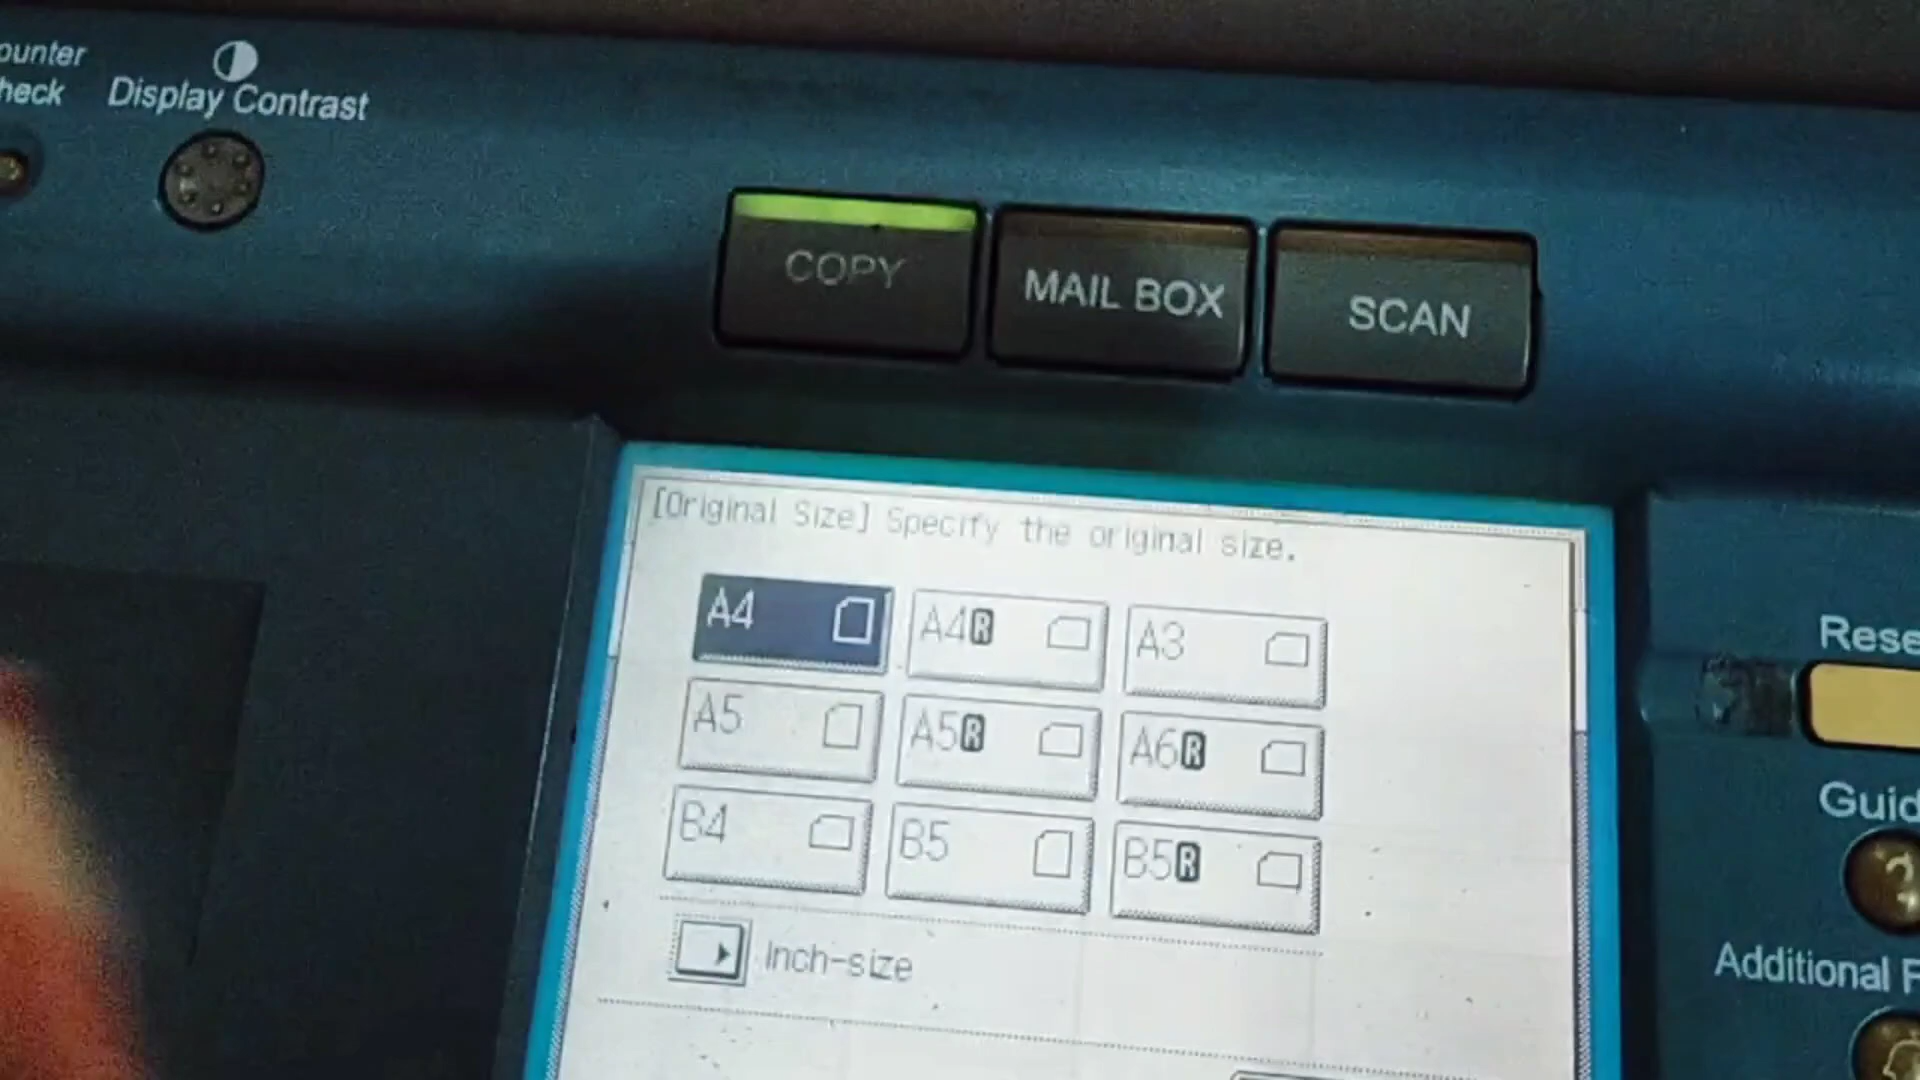 Display Contrast
COPY
MAIL BOX
SCAN
[Original Size] Specify the original size.
A4
A4R
A3
A5
A5R
A6R
B4
B5
B5R
Inch-size
Additional